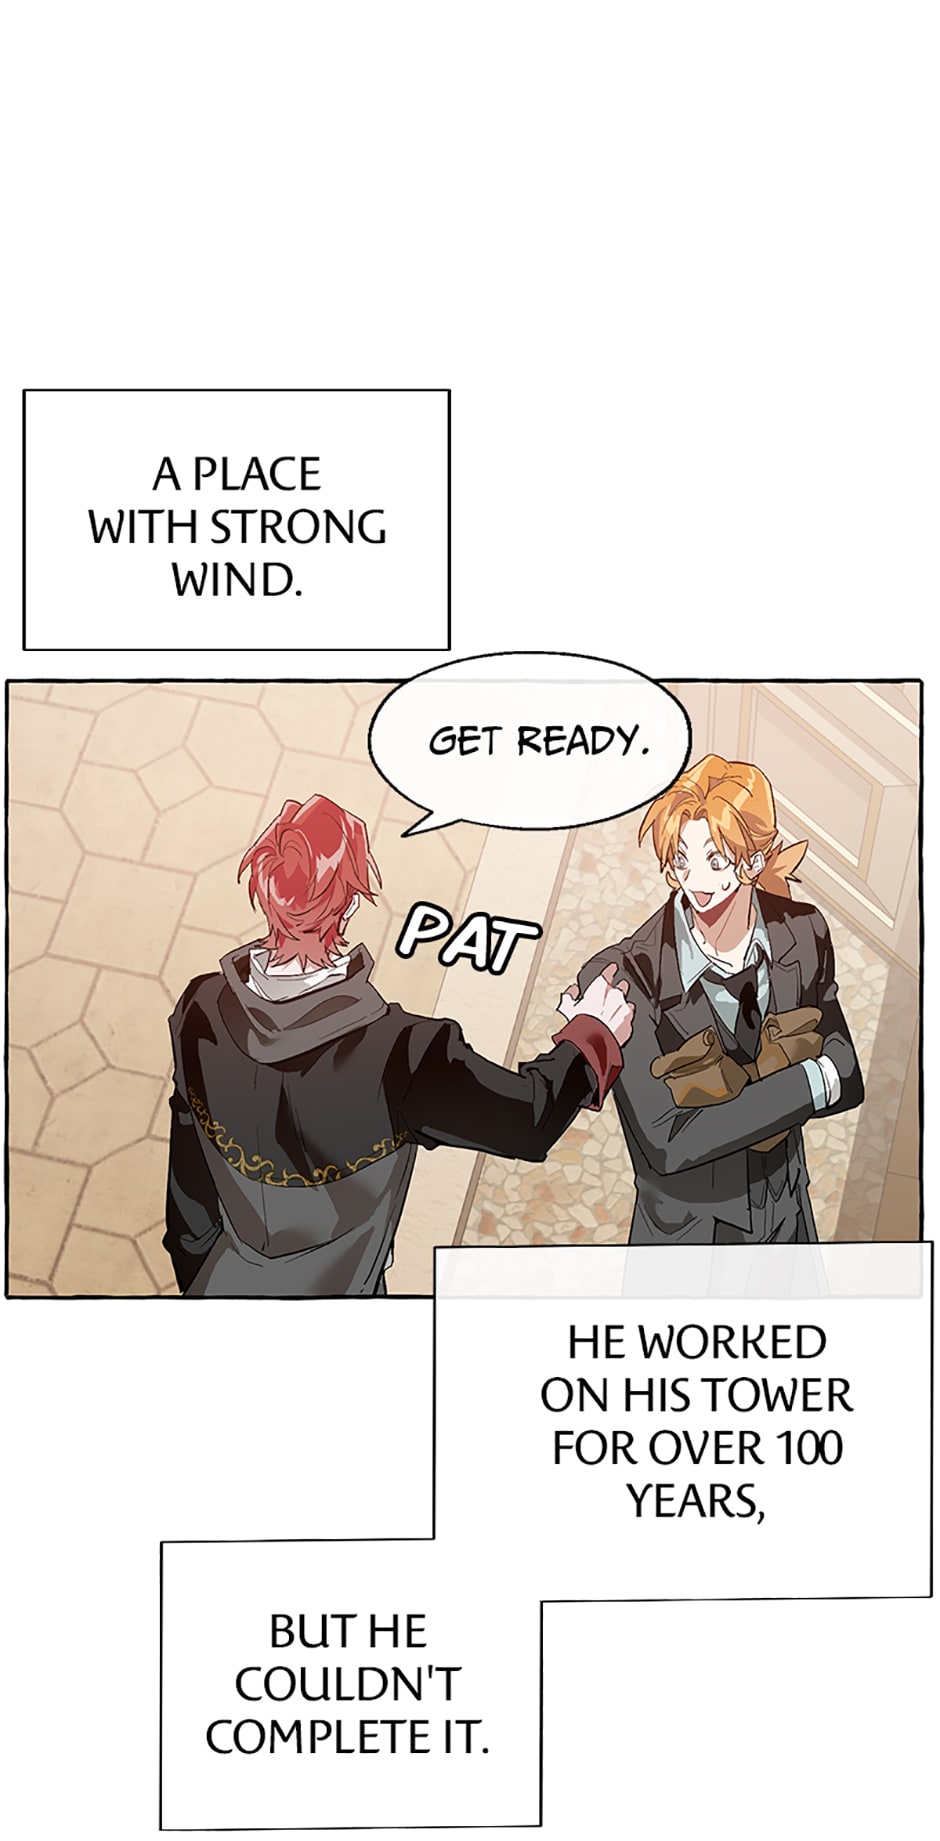 A PLACE
WITH STRONG
WIND.
GET READY.
PAT
HE WORKED
ON HIS TOWER
FOR OVER 100
YEARS,
BUT HE
COULDN'T
COMPLETE IT.